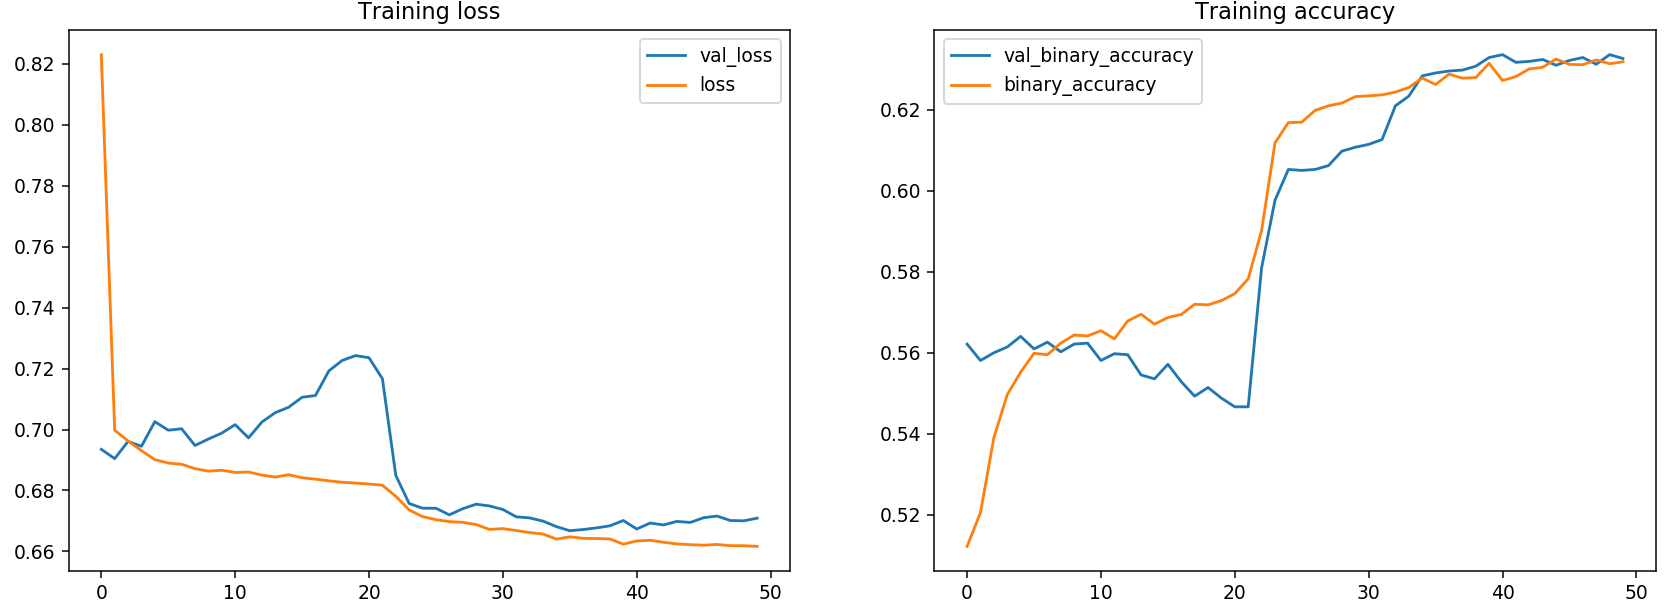 Training loss
val_loss
loss
0.82
0.80
0.78
0.76
0.74
0.72
0.70
0.68
0.66
0 10 20 30 40 50
Training accuracy
val_binary_accuracy
binary_accuracy
0.62
0.60
0.58
0.56
0.54
0.52
0 10 20 30 40 50